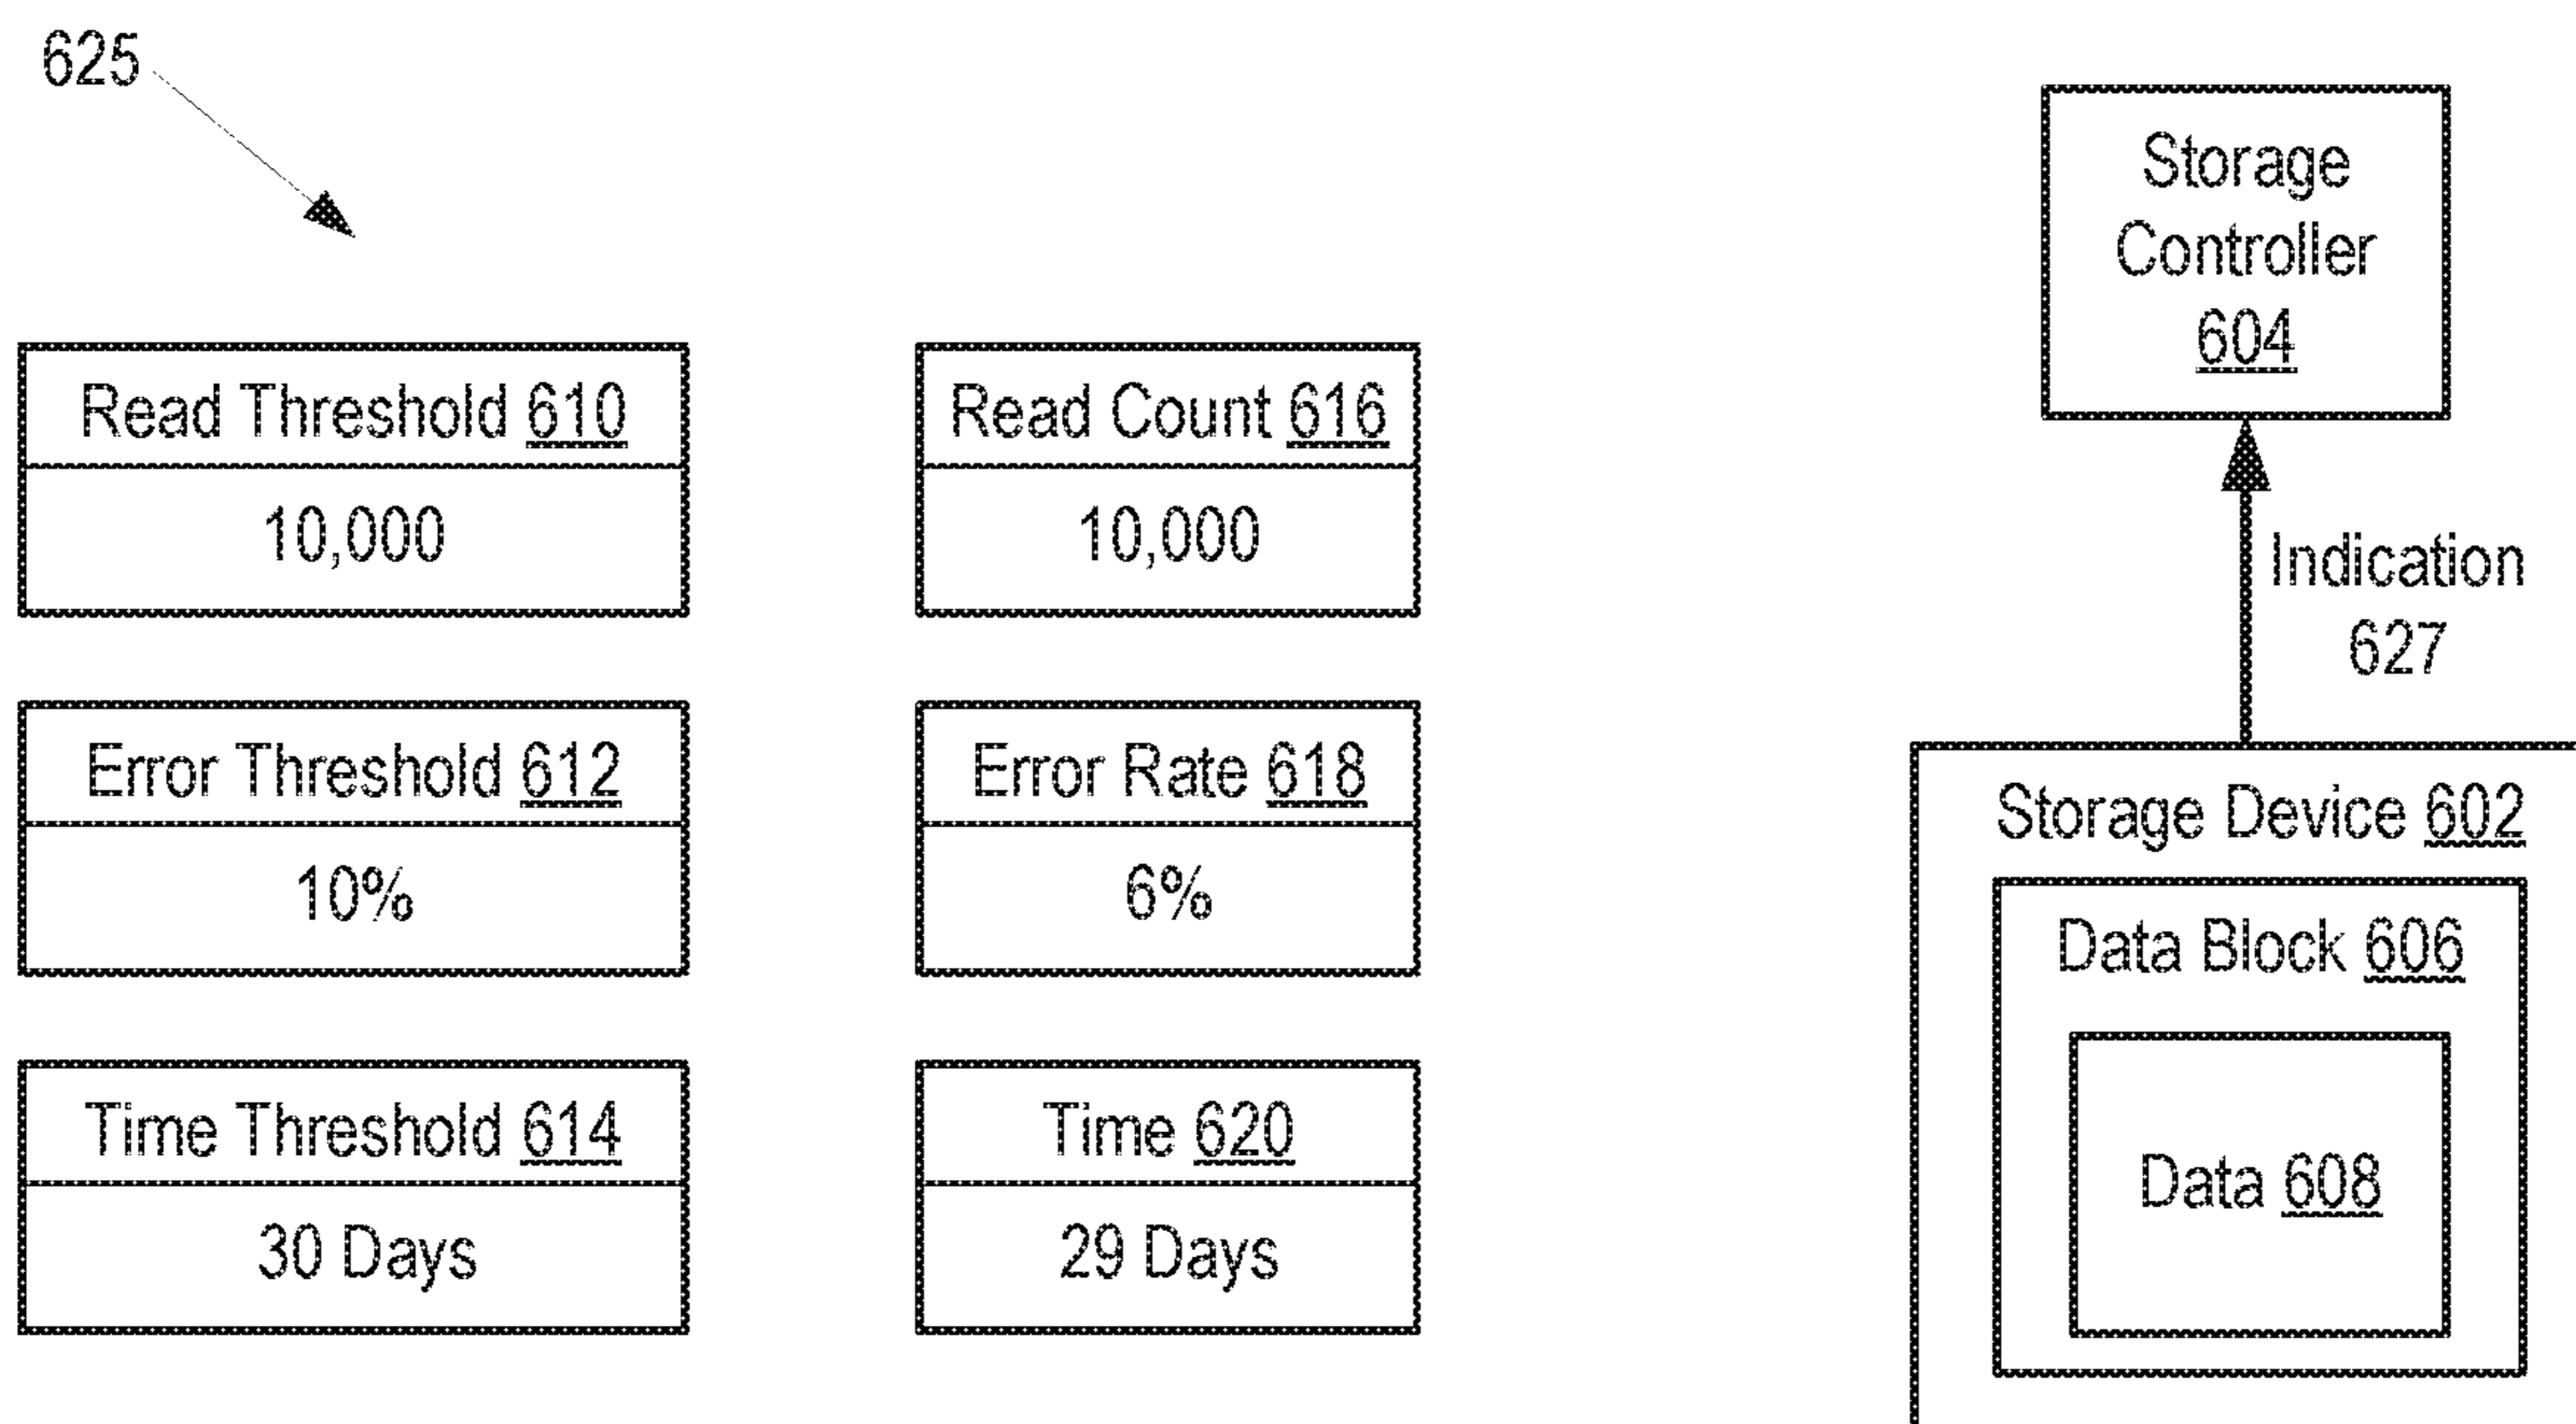 625
Storage
Controller
604
Read Threshold 610
10,000
Read Count 616
10,000
Indication
627
Error Threshold 612
10%
Error Rate 618
6%
Storage Device 602
Data Block 606
Data 608
Time Threshold 614
30 Days
Time 620
29 Days